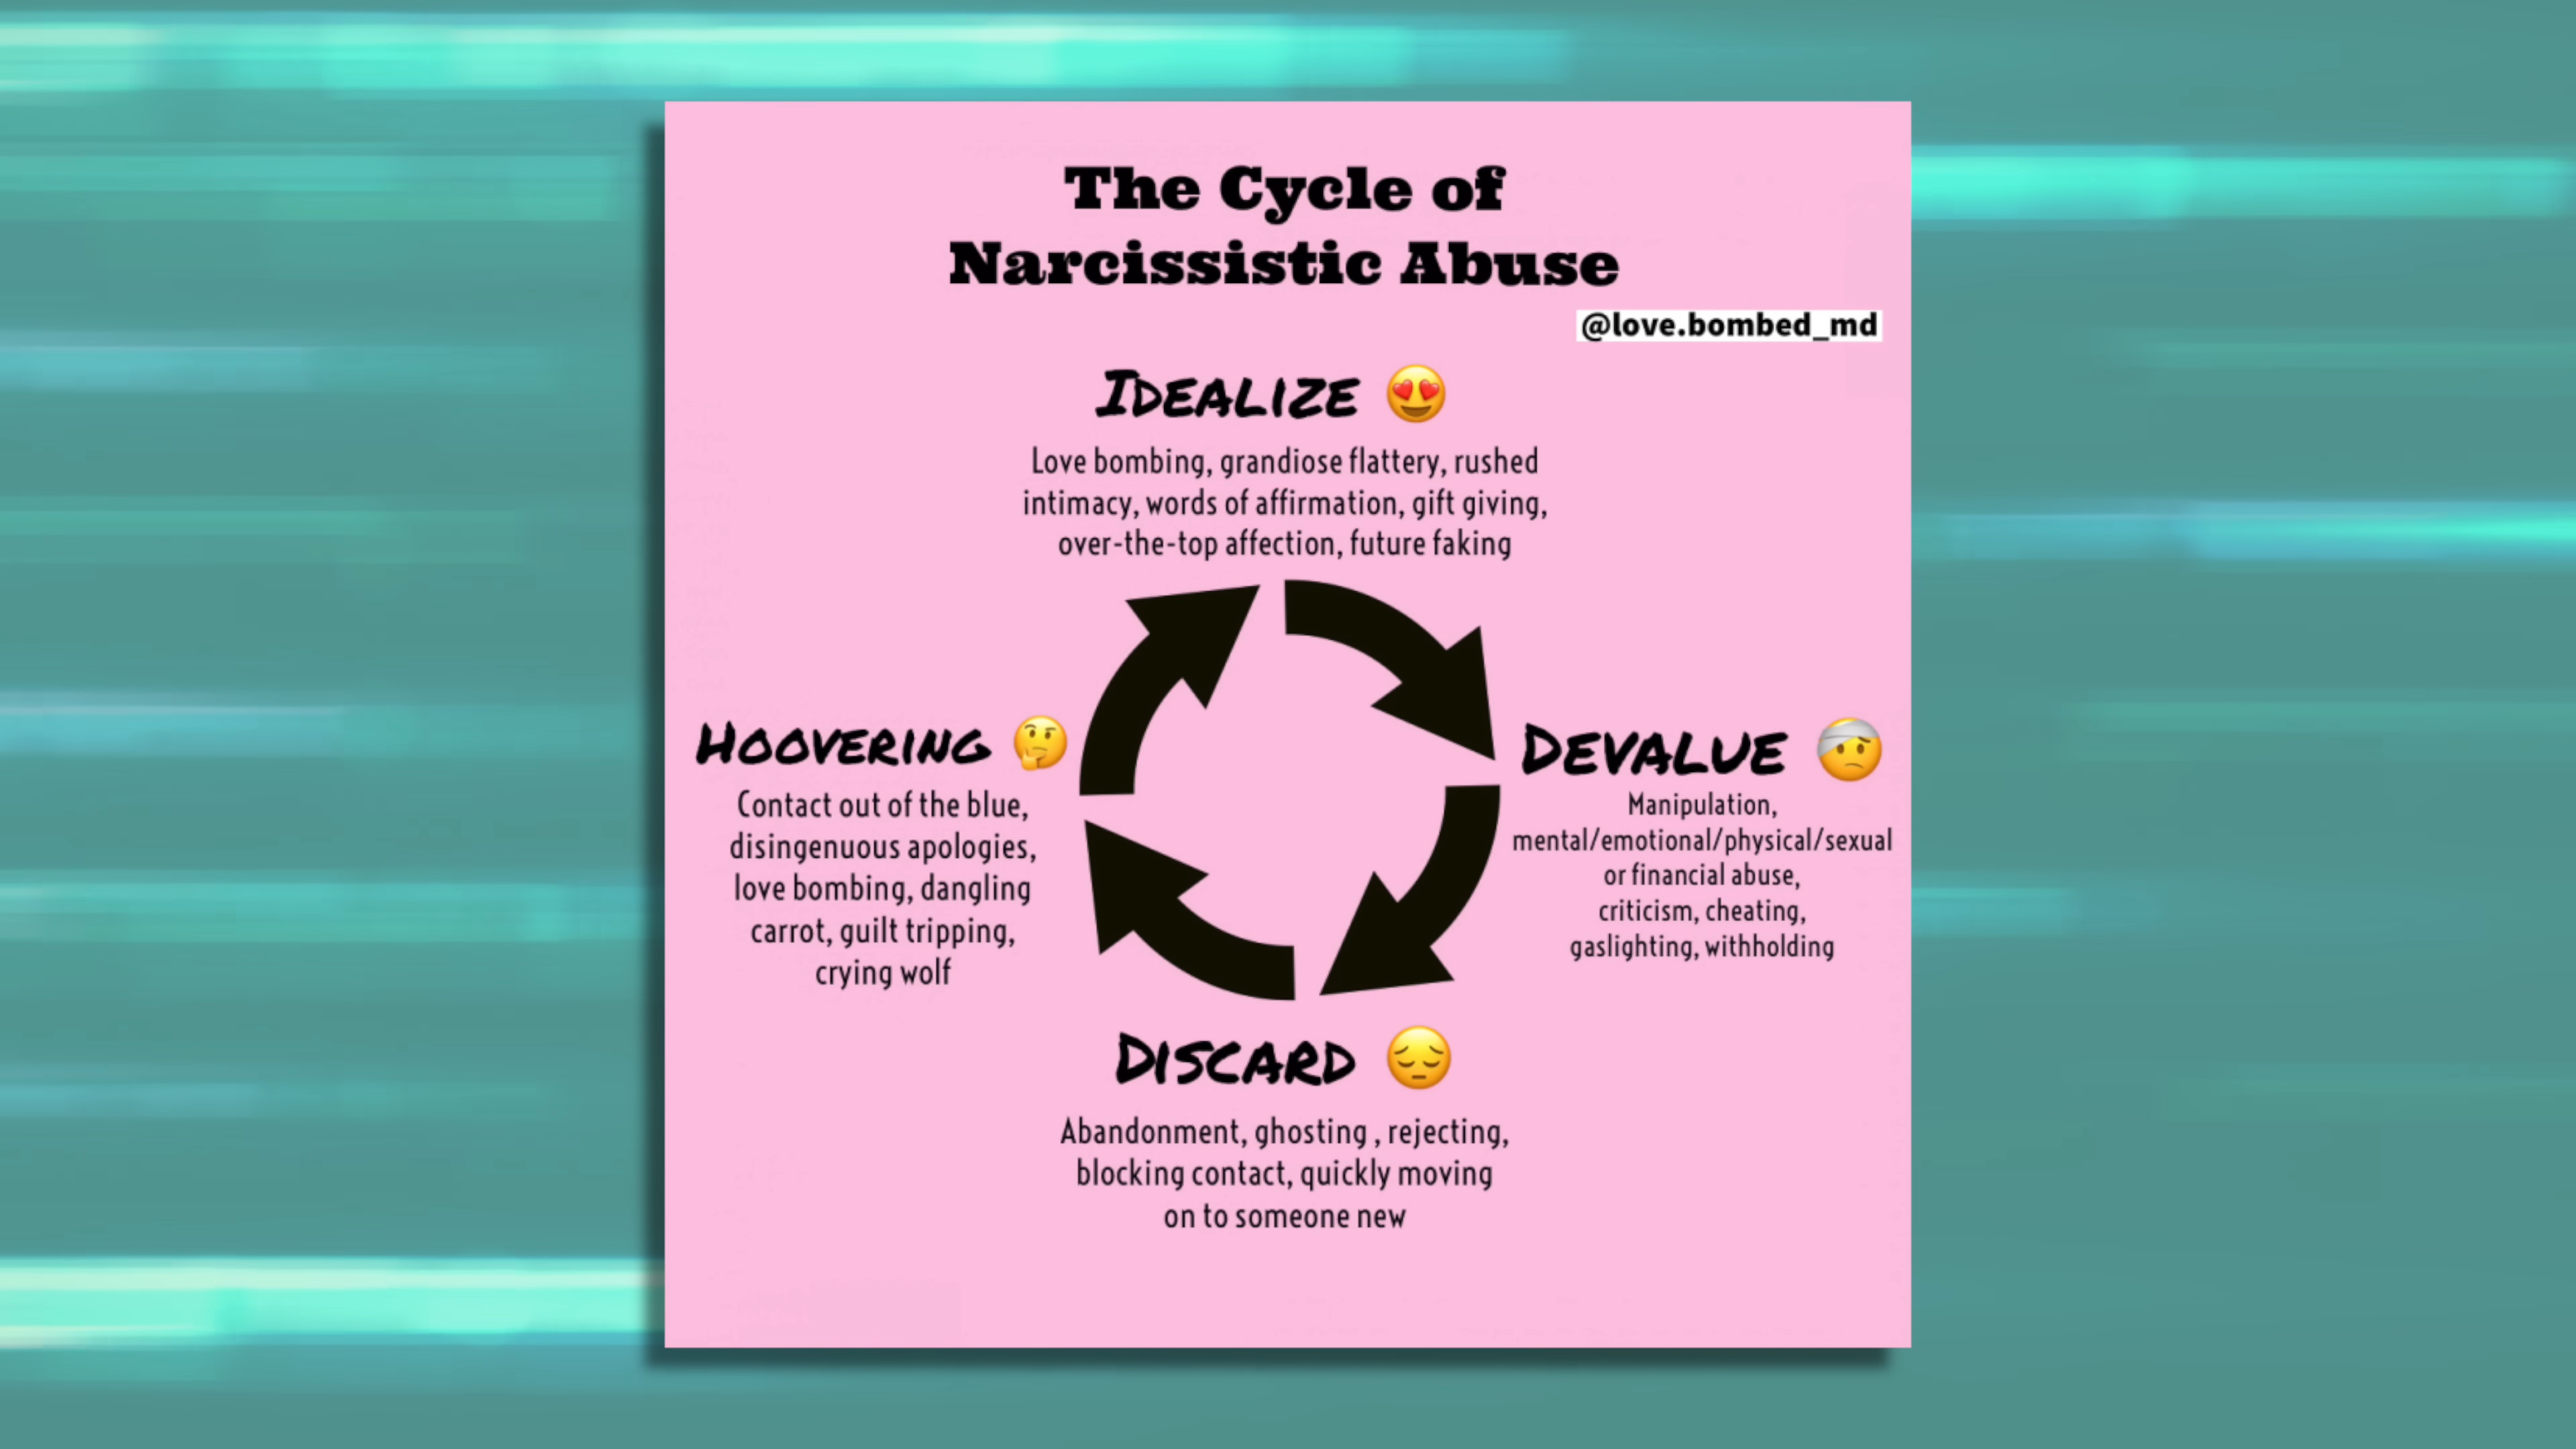 The Cycle of
Narcissistic Abuse
@love.bombed_md
IDEALIZE 😍
Love bombing, grandiose flattery, rushed
intimacy, words of affirmation, gift giving,
over-the-top affection, future faking
HOOVERING 🤔
Contact out of the blue,
disingenuous apologies,
love bombing, dangling
carrot, guilt tripping,
crying wolf
DEVALUE 🤕
Manipulation,
mental/emotional/physical/sexual
or financial abuse,
criticism, cheating,
gaslighting, withholding
DISCARD 😔
Abandonment, ghosting , rejecting,
blocking contact, quickly moving
on to someone new